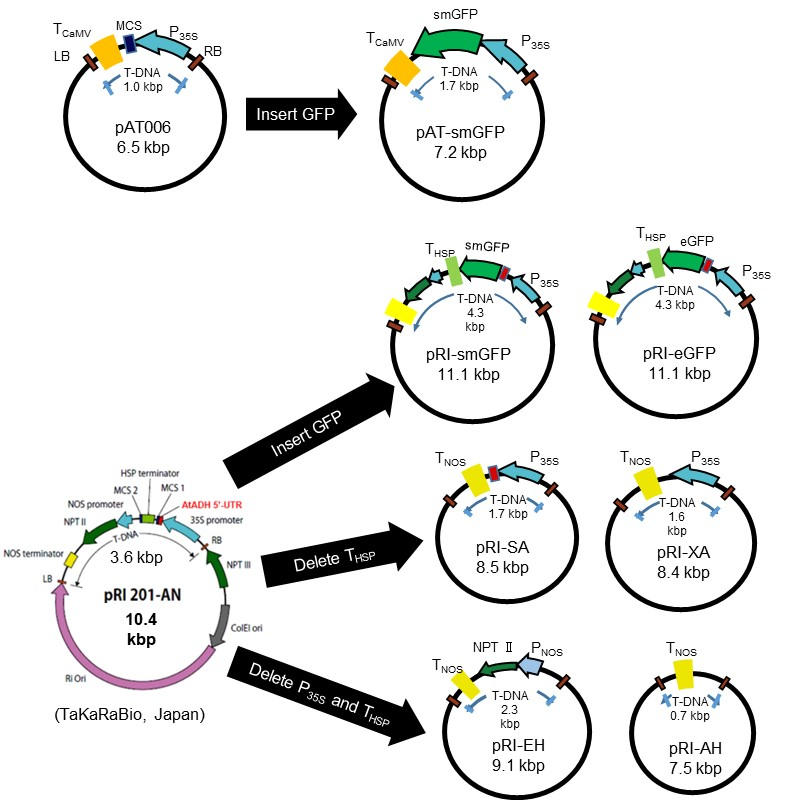 smGFP
TCaMV MCS P35S
LB RB
T-DNA
1.0 kbp
pAT006
6.5 kbp
Insert GFP
TCaMV P35S
T-DNA
1.7 kbp
pAT-smGFP
7.2 kbp
THSP smGFP
P35S
T-DNA
4.3
kbp
pRI-smGFP
11.1 kbp
THSP eGFP
P35S
T-DNA
4.3 kbp
pRI-eGFP
11.1 kbp
Insert GFP
TNOS P35S
T-DNA
1.7 kbp
pRI-SA
8.5 kbp
TNOS P35S
T-DNA
1.6
kbp
pRI-XA
8.4 kbp
Delete THSP
HSP terminator
MCS 2 MCS 1
NOS promoter AtADH 5'-UTR
NPT II 35S promoter
T-DNA RB
NOS terminator 3.6 kbp NPT III
LB
pRI 201-AN
10.4
kbp
ColEI ori
Ri Ori
(TaKaRaBio, Japan)
Delete P35S and THSP
NPT Ⅱ PNOS
TNOS
T-DNA
2.3
kbp
pRI-EH
9.1 kbp
TNOS
T-DNA
0.7 kbp
pRI-AH
7.5 kbp